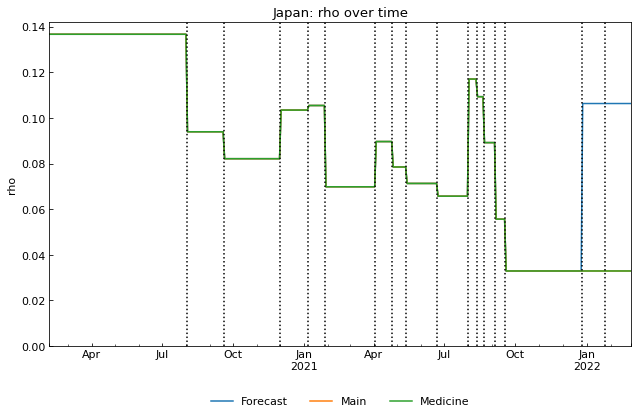 Japan: rho over time
rho
0.14
0.12
0.10
0.08
0.06
0.04
0.02
0.00
Apr Jul Oct Jan Apr Jul Oct Jan
2021 2022
Forecast Main Medicine